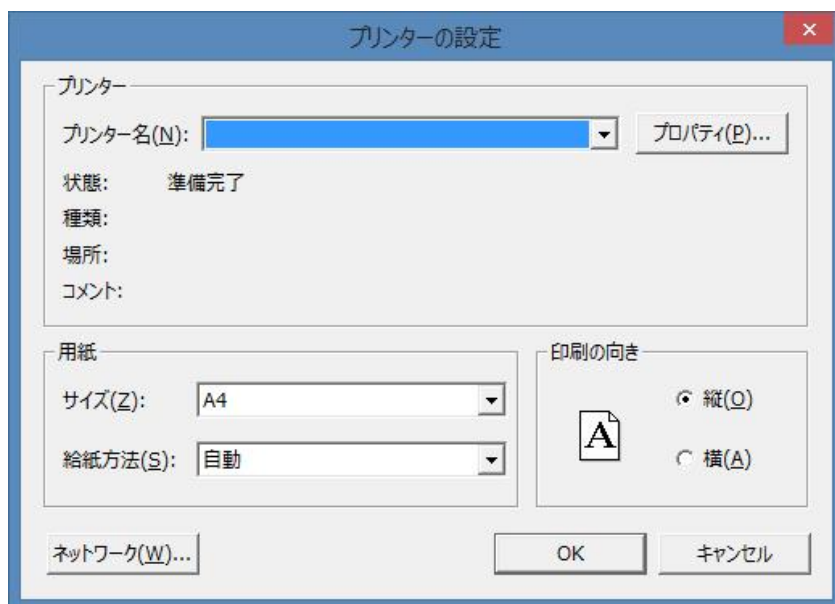 プリンターの設定
プリンター
プリンター名(N):
プロパティ(P)...
状態: 準備完了
種類:
場所:
コメント:
用紙
サイズ(Z): A4
給紙方法(S): 自動
印刷の向き
A
縦(O)
横(A)
ネットワーク(W)...
OK
キャンセル